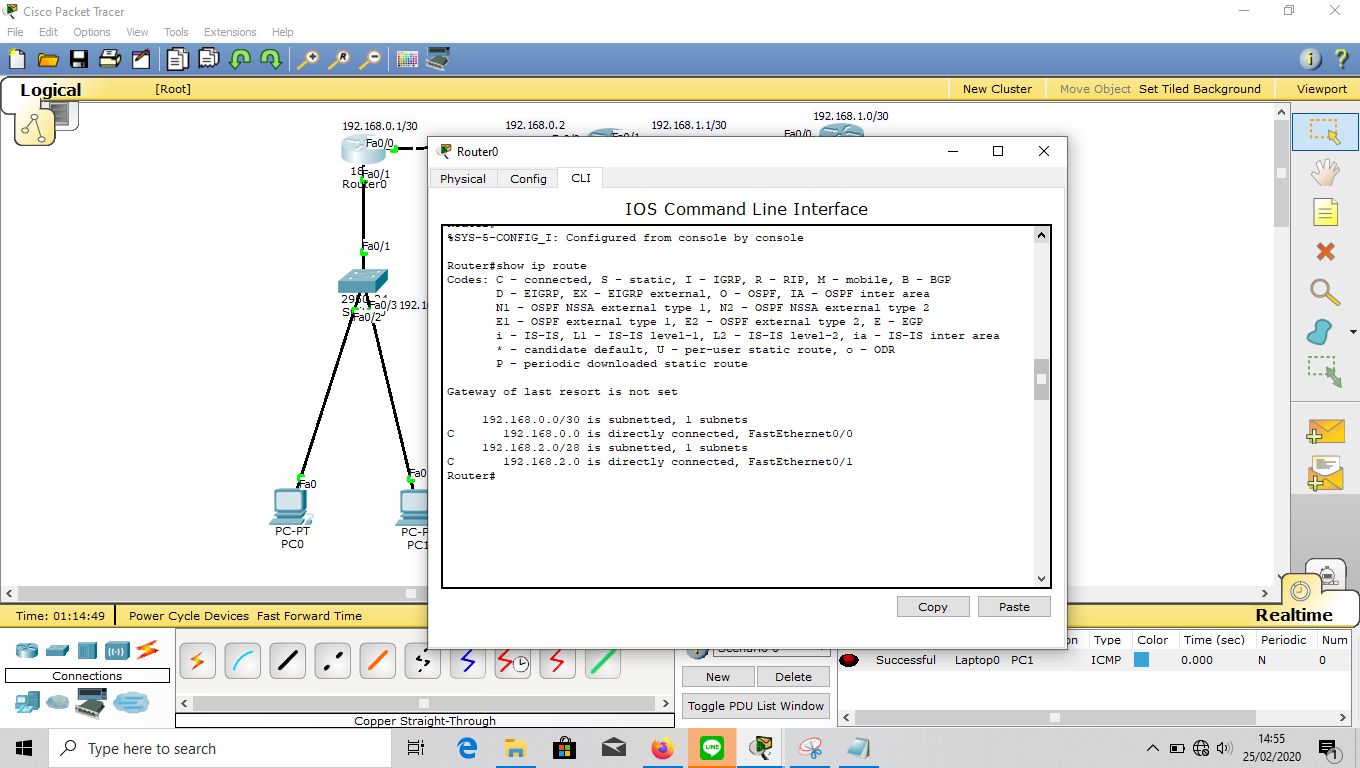 Cisco Packet Tracer
File Edit Options View Tools Extensions Help
Logical
[Root]
New Cluster
Move Object
Set Tiled Background
Viewport
192.168.0.1/30
192.168.0.2
192.168.1.1/30
192.168.1.0/30
Fa0/0
Fa0/1
Fa0/0
Fa0/1
Router0
Fa0/1
Fa0/3
Fa0/2
Fa0
PC-PT
PC0
Fa0
PC1
Router0
Physical Config CLI
IOS Command Line Interface
%SYS-5-CONFIG_I: Configured from console by console
Router#show ip route
Codes: C - connected, S - static, I - IGRP, R - RIP, M - mobile, B - BGP
D - EIGRP, EX - EIGRP external, O - OSPF, IA - OSPF inter area
N1 - OSPF NSSA external type 1, N2 - OSPF NSSA external type 2
E1 - OSPF external type 1, E2 - OSPF external type 2, E - EGP
i - IS-IS, L1 - IS-IS level-1, L2 - IS-IS level-2, ia - IS-IS inter area
* - candidate default, U - per-user static route, o - ODR
P - periodic downloaded static route
Gateway of last resort is not set
192.168.0.0/30 is subnetted, 1 subnets
C 192.168.0.0 is directly connected, FastEthernet0/0
192.168.2.0/28 is subnetted, 1 subnets
C 192.168.2.0 is directly connected, FastEthernet0/1
Router#
Copy
Paste
Time: 01:14:49
Power Cycle Devices Fast Forward Time
Realtime
Connections
Copper Straight-Through
New
Delete
Toggle PDU List Window
Type Color Time (sec) Periodic Num
Successful Laptop0 PC1 ICMP 0.000 N 0
Type here to search
LINE
14:55
25/02/2020
1